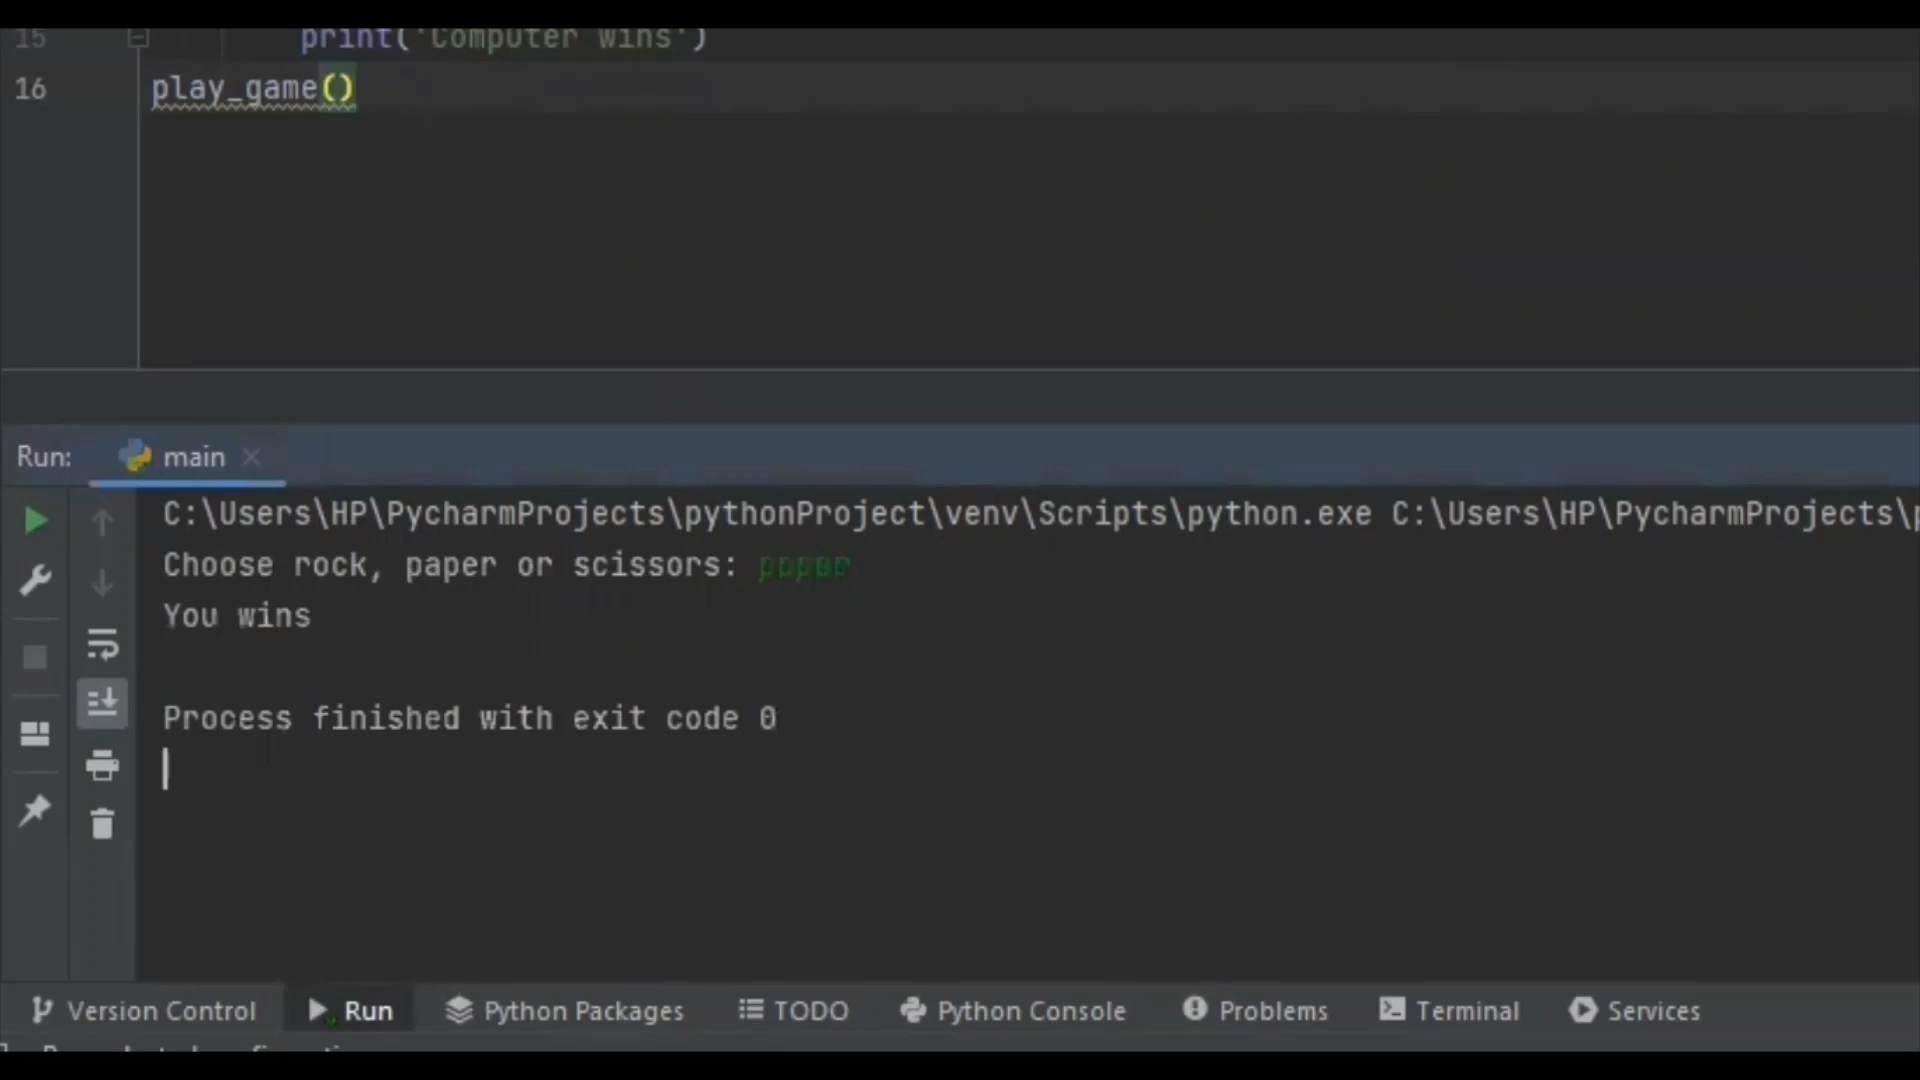 15 print('Computer wins')
16 play_game()
Run: main
C:\Users\HP\PycharmProjects\pythonProject\venv\Scripts\python.exe C:\Users\HP\PycharmProjects\
Choose rock, paper or scissors:
You wins
Process finished with exit code 0
Version Control Run Python Packages TODO Python Console Problems Terminal Services